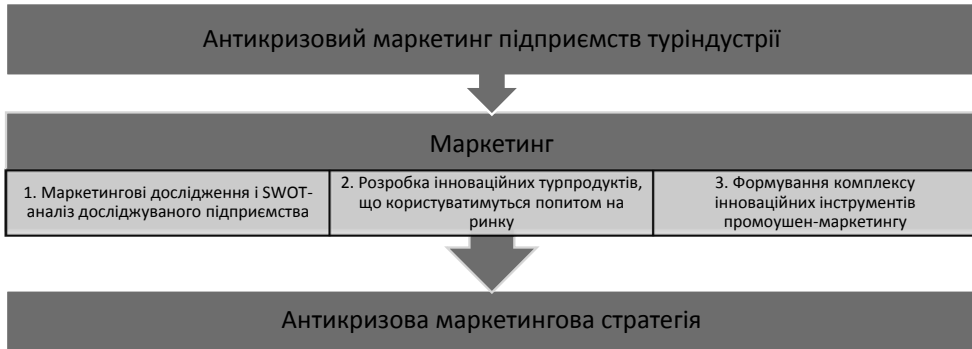 Антикризовий маркетинг підприємств туріндустрії
Маркетинг
1. Маркетингові дослідження і SWOT-
аналіз досліджуваного підприємства
2. Розробка інноваційних турпродуктів,
що користуватимуться попитом на
ринку
3. Формування комплексу
інноваційних інструментів
промоушен-маркетингу
Антикризова маркетингова стратегія